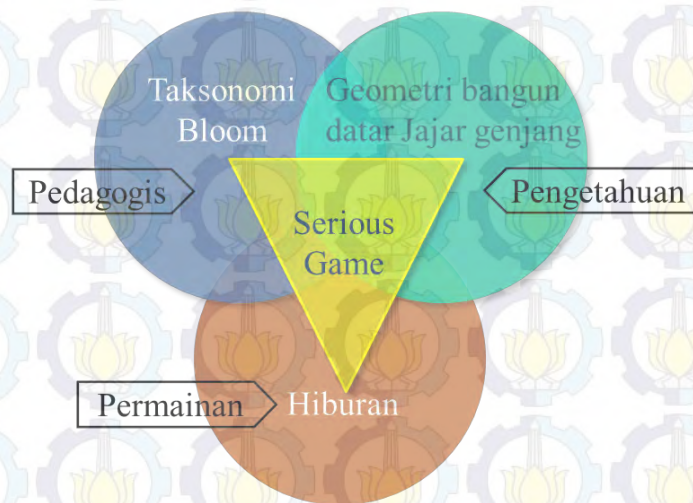 Taksonomi
Bloom
Geometri bangun
datar Jajar genjang
Pedagogis
Pengetahuan
Serious
Game
Permainan
Hiburan